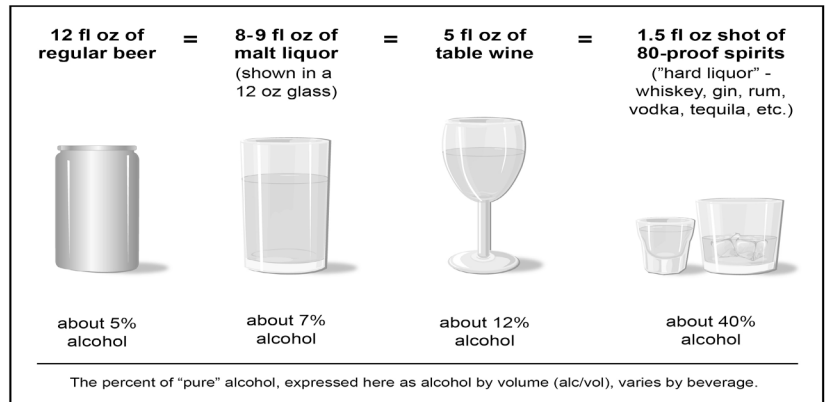 12 fl oz of
regular beer
=
8-9 fl oz of
malt liquor
(shown in a
12 oz glass)
=
5 fl oz of
table wine
=
1.5 fl oz shot of
80-proof spirits
("hard liquor" -
whiskey, gin, rum,
vodka, tequila, etc.)
about 5%
alcohol
about 7%
alcohol
about 12%
alcohol
about 40%
alcohol
The percent of “pure” alcohol, expressed here as alcohol by volume (alc/vol), varies by beverage.